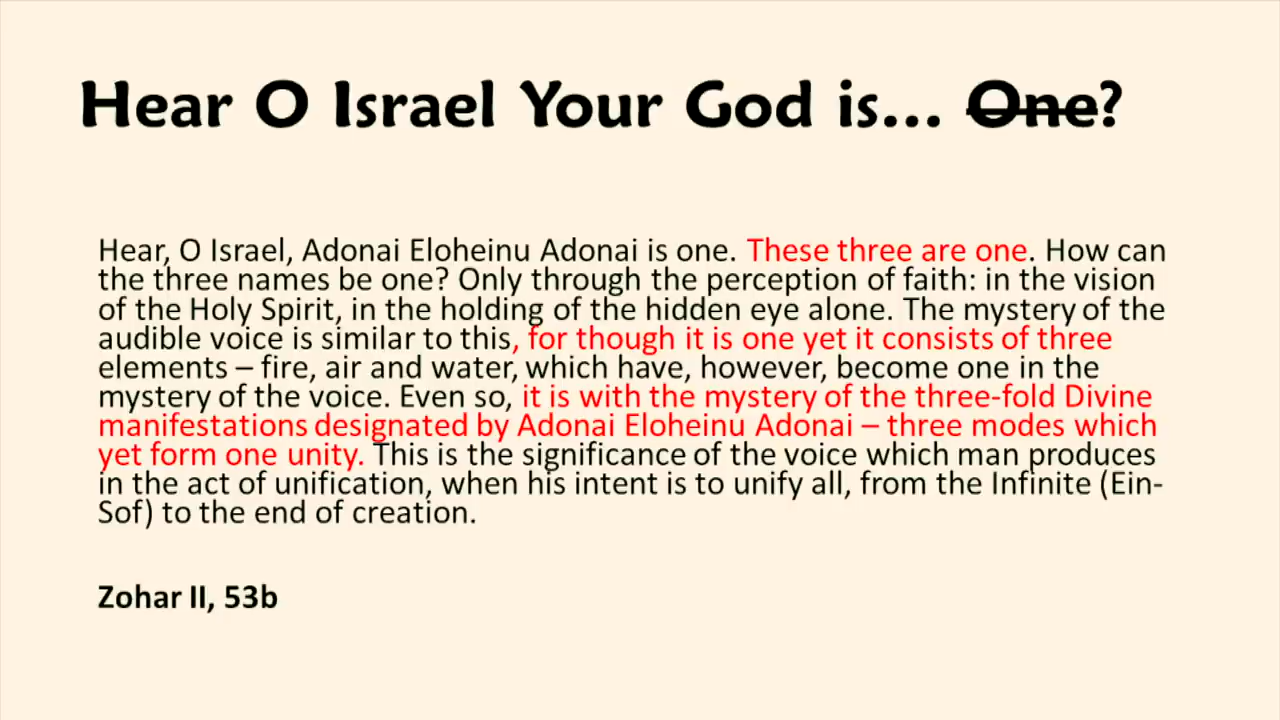 Hear O Israel Your God is... One?
Hear, O Israel, Adonai Eloheinu Adonai is one. These three are one. How can
the three names be one? Only through the perception of faith: in the vision
of the Holy Spirit, in the holding of the hidden eye alone. The mystery of the
audible voice is similar to this, for though it is one yet it consists of three
elements – fire, air and water, which have, however, become one in the
mystery of the voice. Even so, it is with the mystery of the three-fold Divine
manifestations designated by Adonai Eloheinu Adonai – three modes which
yet form one unity. This is the significance of the voice which man produces
in the act of unification, when his intent is to unify all, from the Infinite (Ein-
Sof) to the end of creation.
Zohar II, 53b